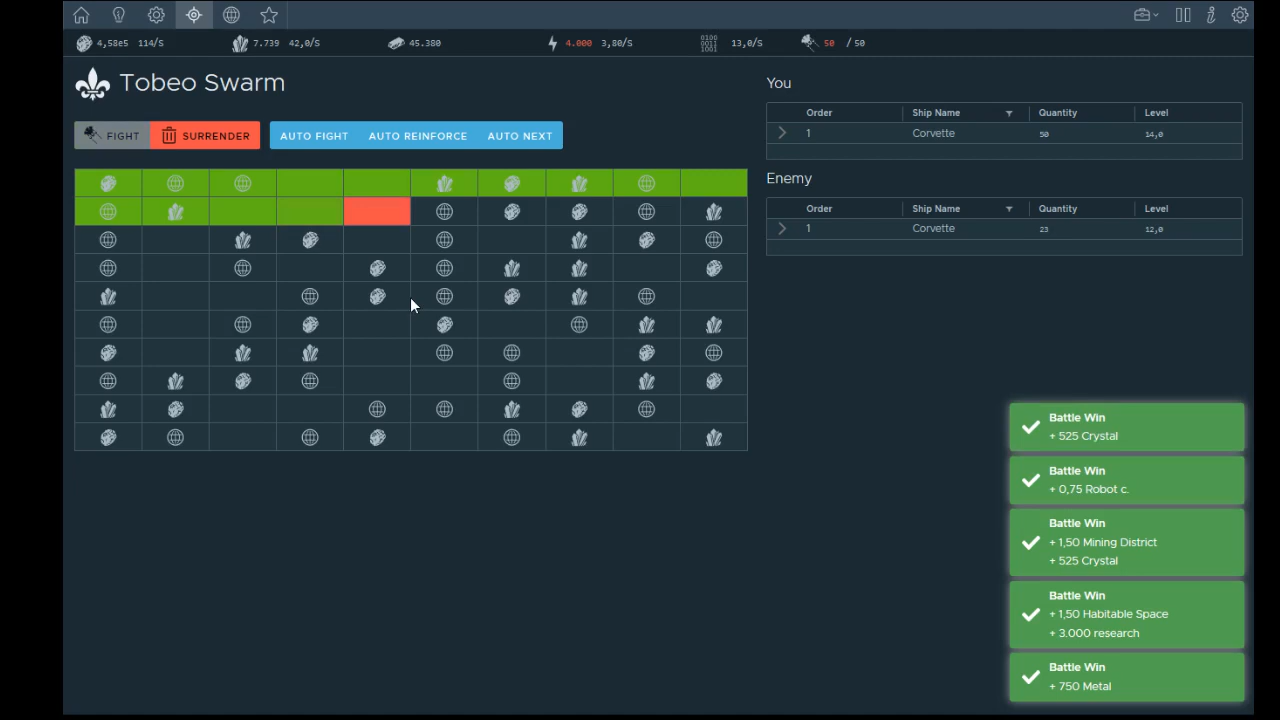 4,58e5 114/S 7.739 42,0/S 45.380 4.000 3,80/S 0100 0011 1001 13,0/S 50 / 50
Tobeo Swarm
FIGHT SURRENDER AUTO FIGHT AUTO REINFORCE AUTO NEXT
You
Order Ship Name Quantity Level
1 Corvette 50 14,0
Enemy
Order Ship Name Quantity Level
1 Corvette 23 12,0
Battle Win
+ 525 Crystal
Battle Win
+ 0,75 Robot c.
Battle Win
+ 1,50 Mining District
+ 525 Crystal
Battle Win
+ 1,50 Habitable Space
+ 3.000 research
Battle Win
+ 750 Metal